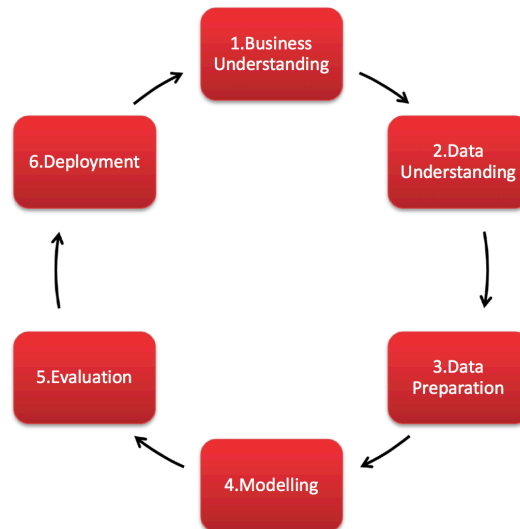 1.Business
Understanding
2.Data
Understanding
3.Data
Preparation
4.Modelling
5.Evaluation
6.Deployment